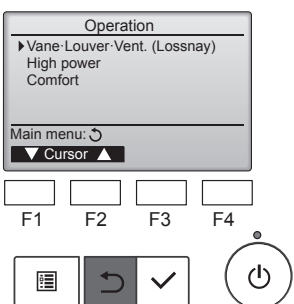 Operation
▶Vane·Louver·Vent. (Lossnay)
High power
Comfort
Main menu: ⮌
▼ Cursor ▲
F1 F2 F3 F4